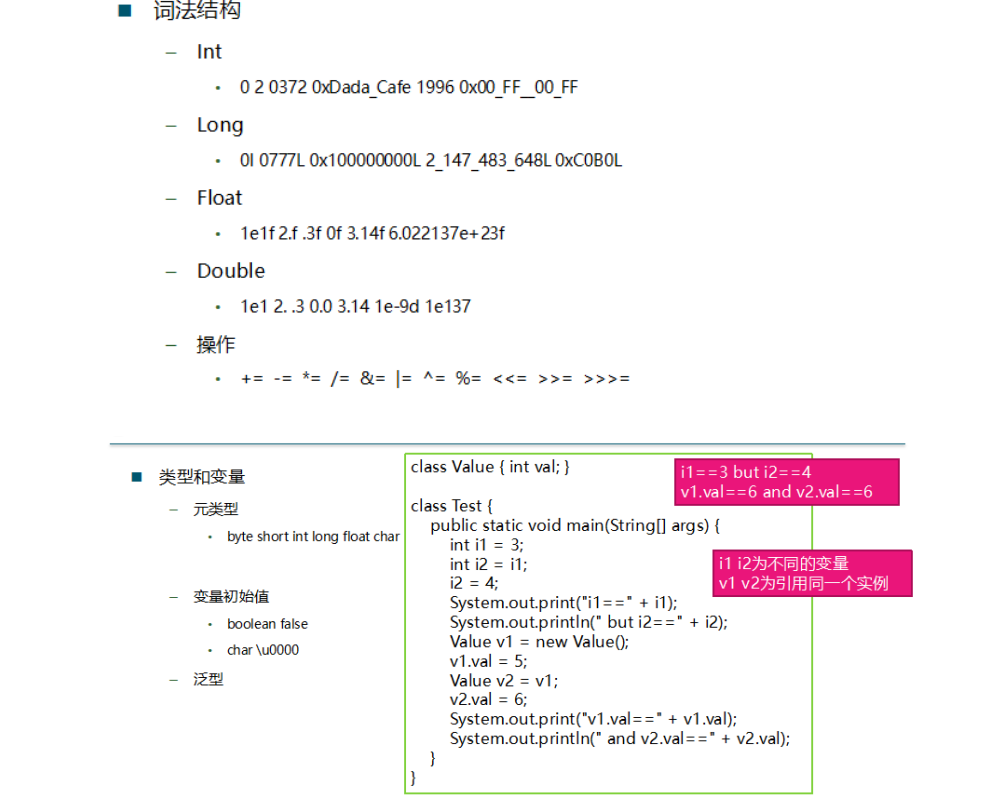 ■ 词法结构
– Int
• 0 2 0372 0xDada_Cafe 1996 0x00_FF__00_FF
– Long
• 0l 0777L 0x100000000L 2_147_483_648L 0xC0B0L
– Float
• 1e1f 2.f .3f 0f 3.14f 6.022137e+23f
– Double
• 1e1 2. .3 0.0 3.14 1e-9d 1e137
– 操作
• += -= *= /= &= |= ^= %= <<= >>= >>>=
■ 类型和变量
– 元类型
• byte short int long float char
– 变量初始值
• boolean false
• char \u0000
– 泛型
class Value { int val; }
class Test {
public static void main(String[] args) {
int i1 = 3;
int i2 = i1;
i2 = 4;
System.out.print("i1==" + i1);
System.out.println(" but i2==" + i2);
Value v1 = new Value();
v1.val = 5;
Value v2 = v1;
v2.val = 6;
System.out.print("v1.val==" + v1.val);
System.out.println(" and v2.val==" + v2.val);
}
}
i1==3 but i2==4
v1.val==6 and v2.val==6
i1 i2为不同的变量
v1 v2为引用同一个实例